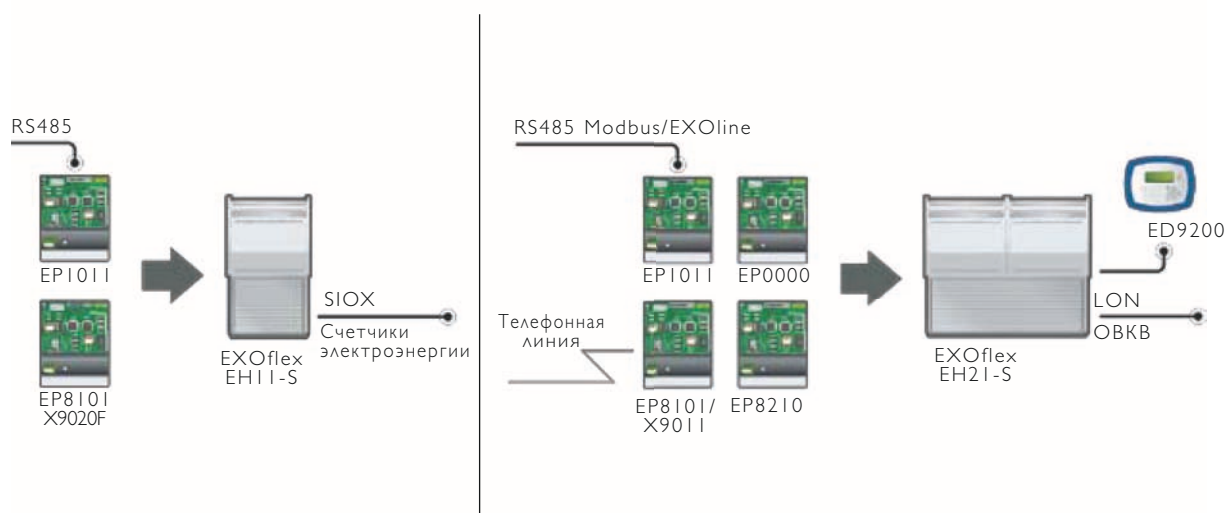 RS485
EP1011
EP8101
X9020F
EXOflex
EH11-S
SIOX
Счетчики
электроэнергии
RS485 Modbus/EXOline
EP1011
EP0000
Телефонная
линия
EP8101/
X9011
EP8210
EXOflex
EH21-S
ED9200
LON
ОВКВ